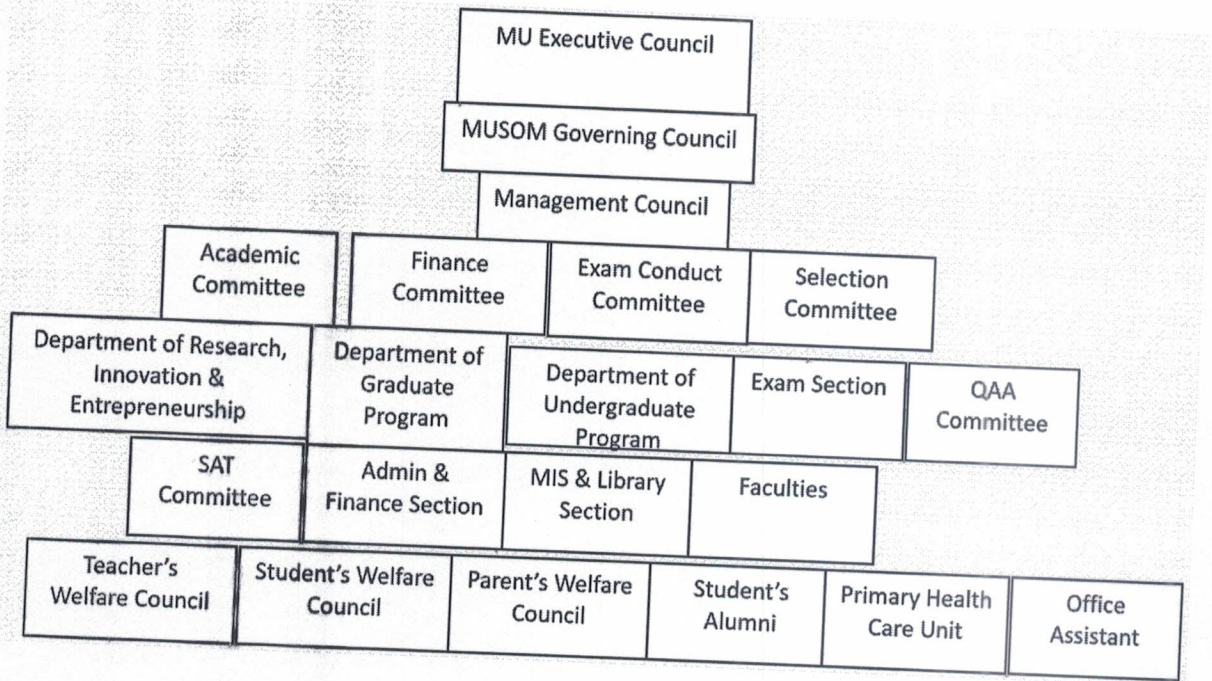 MU Executive Council
MUSOM Governing Council
Management Council
Academic
Committee
Finance
Committee
Exam Conduct
Committee
Selection
Committee
Department of Research,
Innovation &
Entrepreneurship
Department of
Graduate
Program
Department of
Undergraduate
Program
Exam Section
QAA
Committee
SAT
Committee
Admin &
Finance Section
MIS & Library
Section
Faculties
Teacher's
Welfare Council
Student's Welfare
Council
Parent's Welfare
Council
Student's
Alumni
Primary Health
Care Unit
Office
Assistant